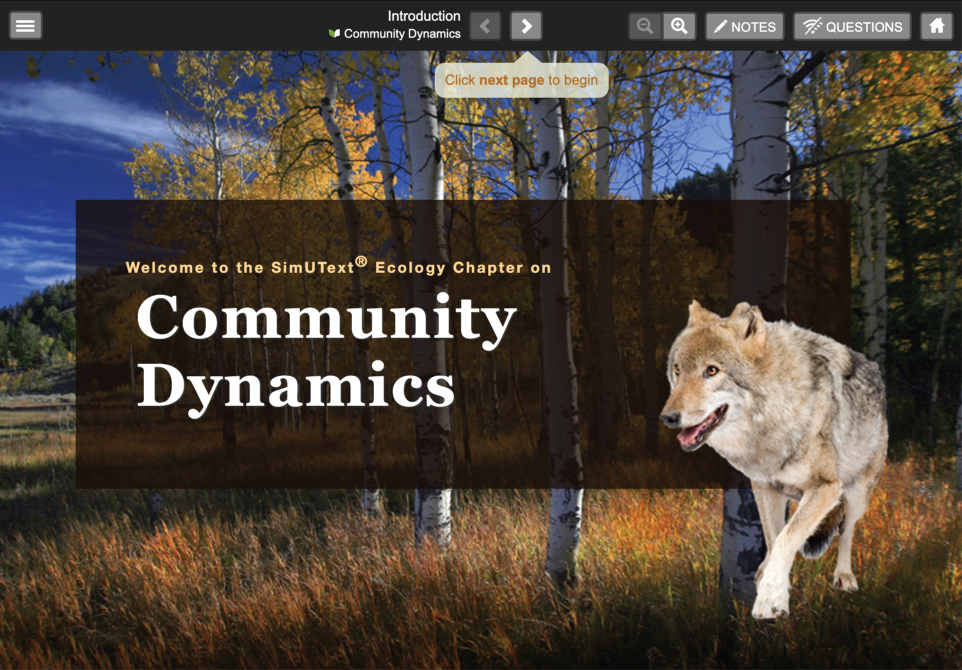 Introduction
Community Dynamics
NOTES
QUESTIONS
Click next page to begin
Welcome to the SimUText® Ecology Chapter on
Community
Dynamics